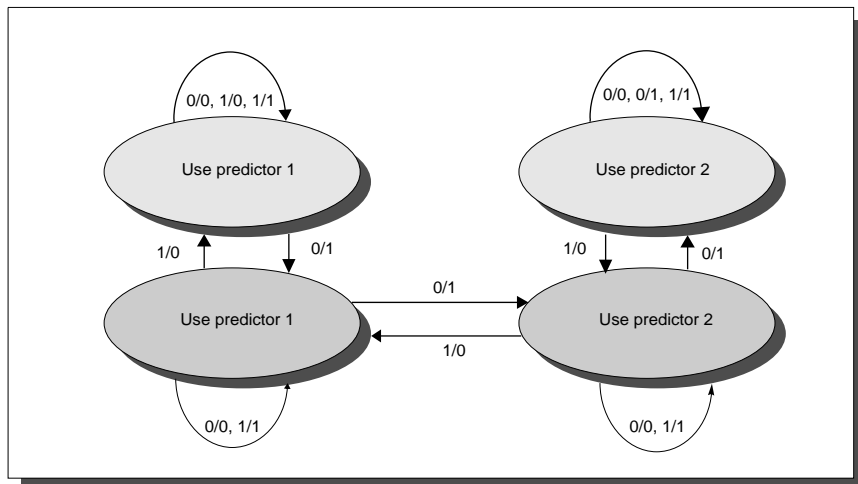 0/0, 1/0, 1/1
0/0, 0/1, 1/1
Use predictor 1
Use predictor 2
1/0
0/1
1/0
0/1
Use predictor 1
0/1
Use predictor 2
1/0
0/0, 1/1
0/0, 1/1